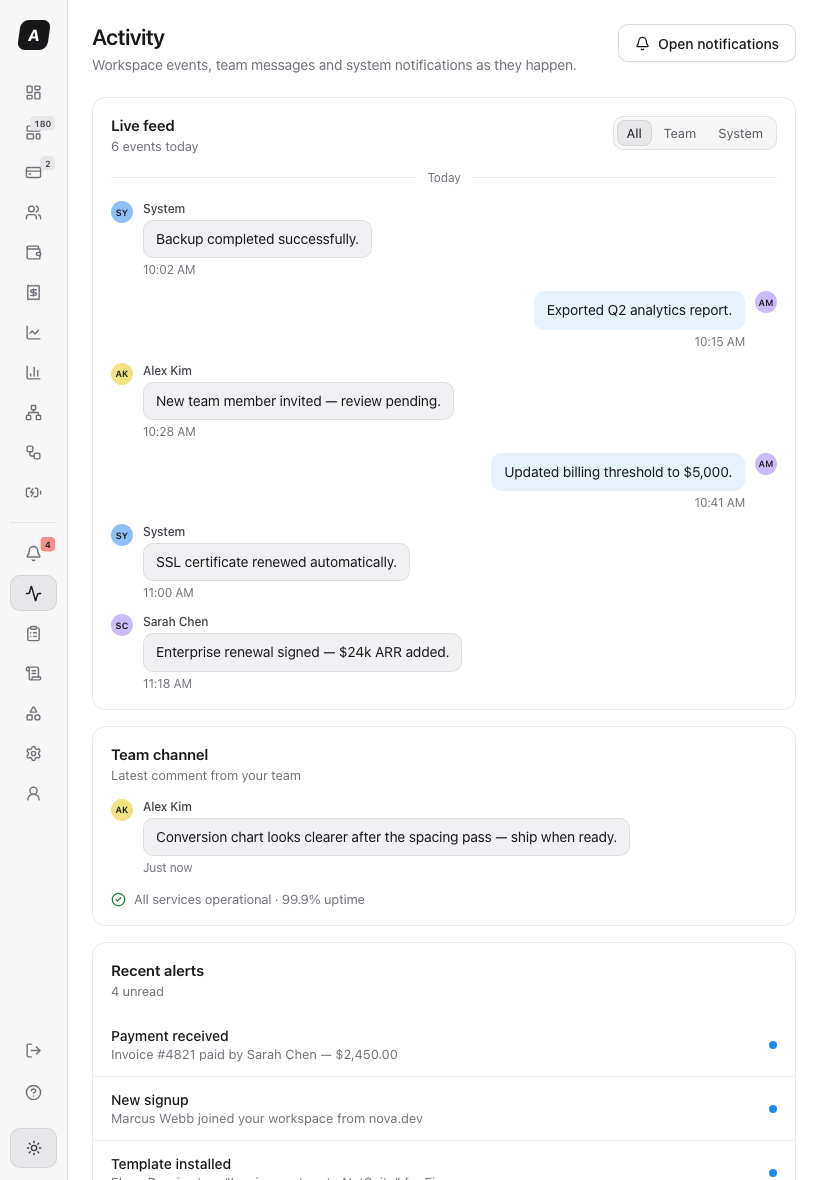 A
Activity
Workspace events, team messages and system notifications as they happen.
Open notifications
180
2
4
Live feed
6 events today
All
Team
System
Today
SY
System
Backup completed successfully.
10:02 AM
Exported Q2 analytics report.
AM
10:15 AM
AK
Alex Kim
New team member invited — review pending.
10:28 AM
Updated billing threshold to $5,000.
AM
10:41 AM
SY
System
SSL certificate renewed automatically.
11:00 AM
SC
Sarah Chen
Enterprise renewal signed — $24k ARR added.
11:18 AM
Team channel
Latest comment from your team
AK
Alex Kim
Conversion chart looks clearer after the spacing pass — ship when ready.
Just now
All services operational · 99.9% uptime
Recent alerts
4 unread
Payment received
Invoice #4821 paid by Sarah Chen — $2,450.00
New signup
Marcus Webb joined your workspace from nova.dev
Template installed